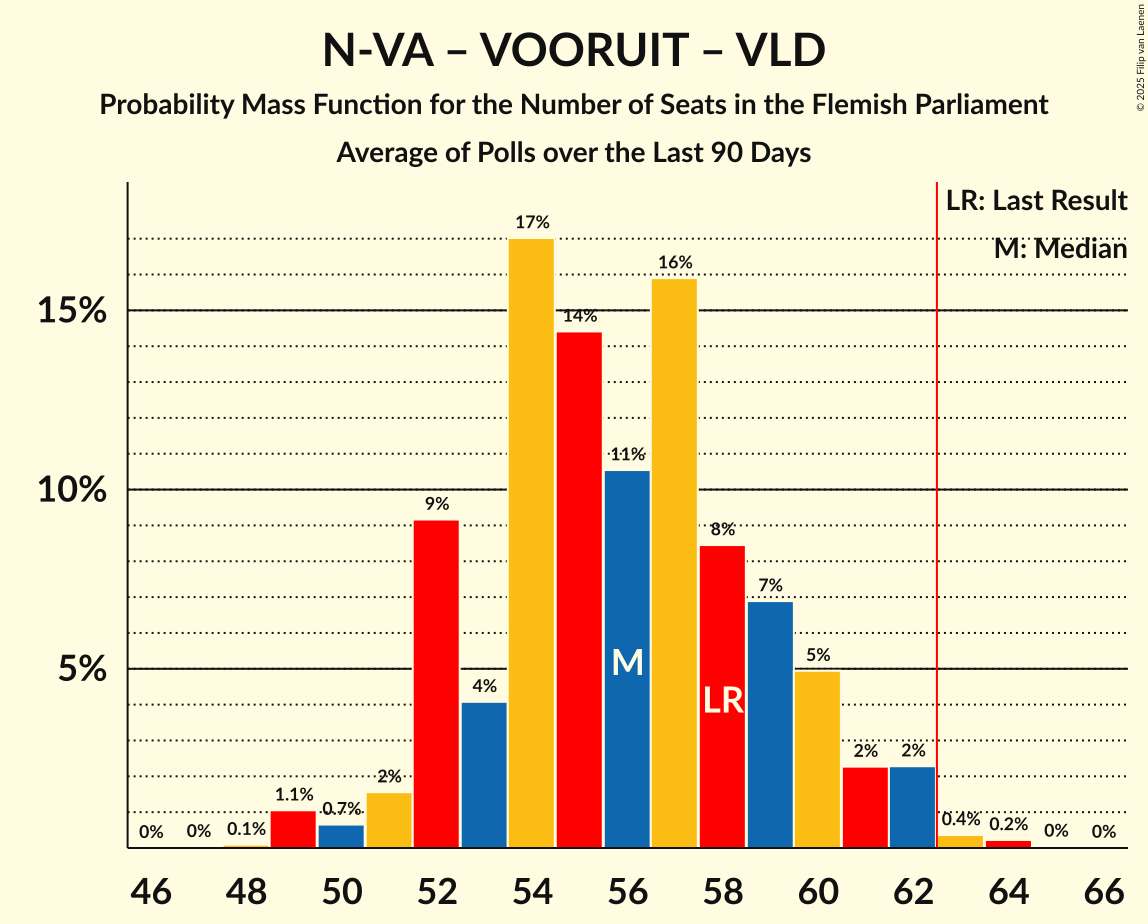 N-VA – VOORUIT – VLD
Probability Mass Function for the Number of Seats in the Flemish Parliament
Average of Polls over the Last 90 Days
© 2025 Filip van Laenen
LR: Last Result
M: Median
15%
10%
5%
0%
0%
0.1%
1.1%
0.7%
2%
9%
4%
17%
14%
11%
16%
8%
7%
5%
2%
2%
0.4%
0.2%
0%
0%
M
LR
46 48 50 52 54 56 58 60 62 64 66